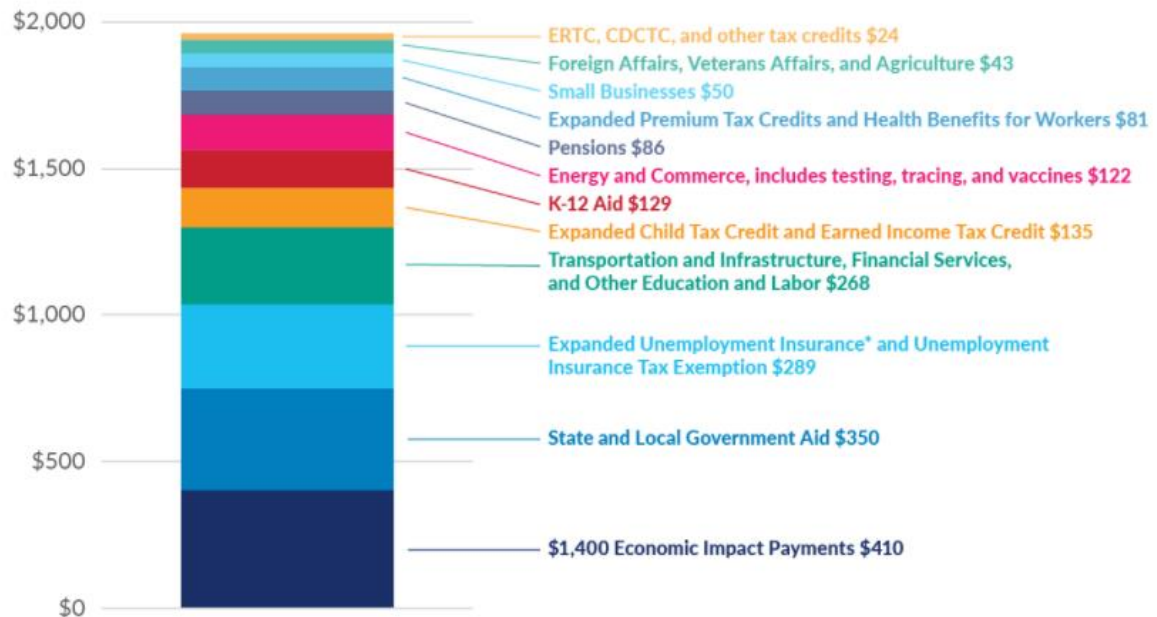 $2,000
$1,500
$1,000
$500
$0
ERTC, CDCTC, and other tax credits $24
Foreign Affairs, Veterans Affairs, and Agriculture $43
Small Businesses $50
Expanded Premium Tax Credits and Health Benefits for Workers $81
Pensions $86
Energy and Commerce, includes testing, tracing, and vaccines $122
K-12 Aid $129
Expanded Child Tax Credit and Earned Income Tax Credit $135
Transportation and Infrastructure, Financial Services,
and Other Education and Labor $268
Expanded Unemployment Insurance* and Unemployment
Insurance Tax Exemption $289
State and Local Government Aid $350
$1,400 Economic Impact Payments $410